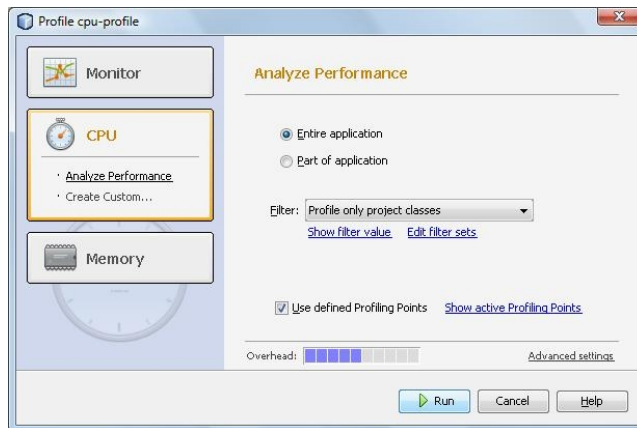 Profile cpu-profile
Monitor
CPU
· Analyze Performance
· Create Custom...
Memory
Analyze Performance
Entire application
Part of application
Filter: Profile only project classes
Show filter value Edit filter sets
Use defined Profiling Points Show active Profiling Points
Overhead: Advanced settings
Run Cancel Help